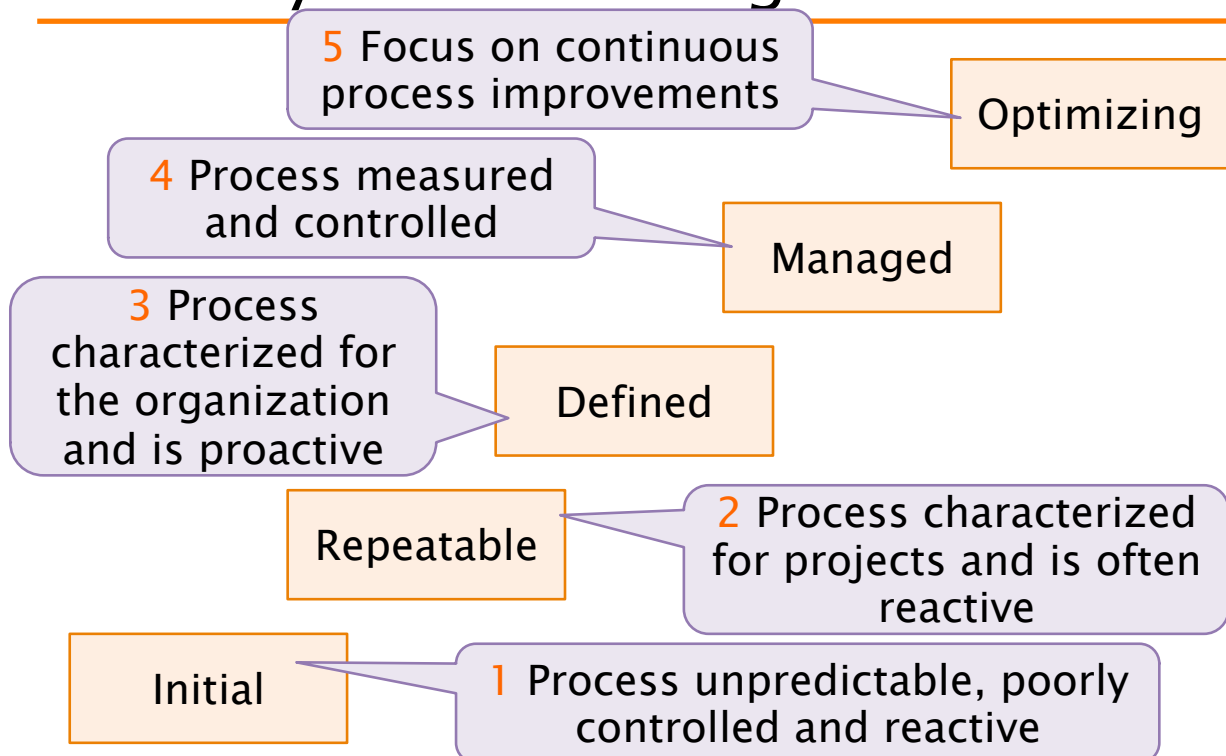 5 Focus on continuous
process improvements
Optimizing
4 Process measured
and controlled
Managed
3 Process
characterized for
the organization
and is proactive
Defined
Repeatable
2 Process characterized
for projects and is often
reactive
Initial
1 Process unpredictable, poorly
controlled and reactive